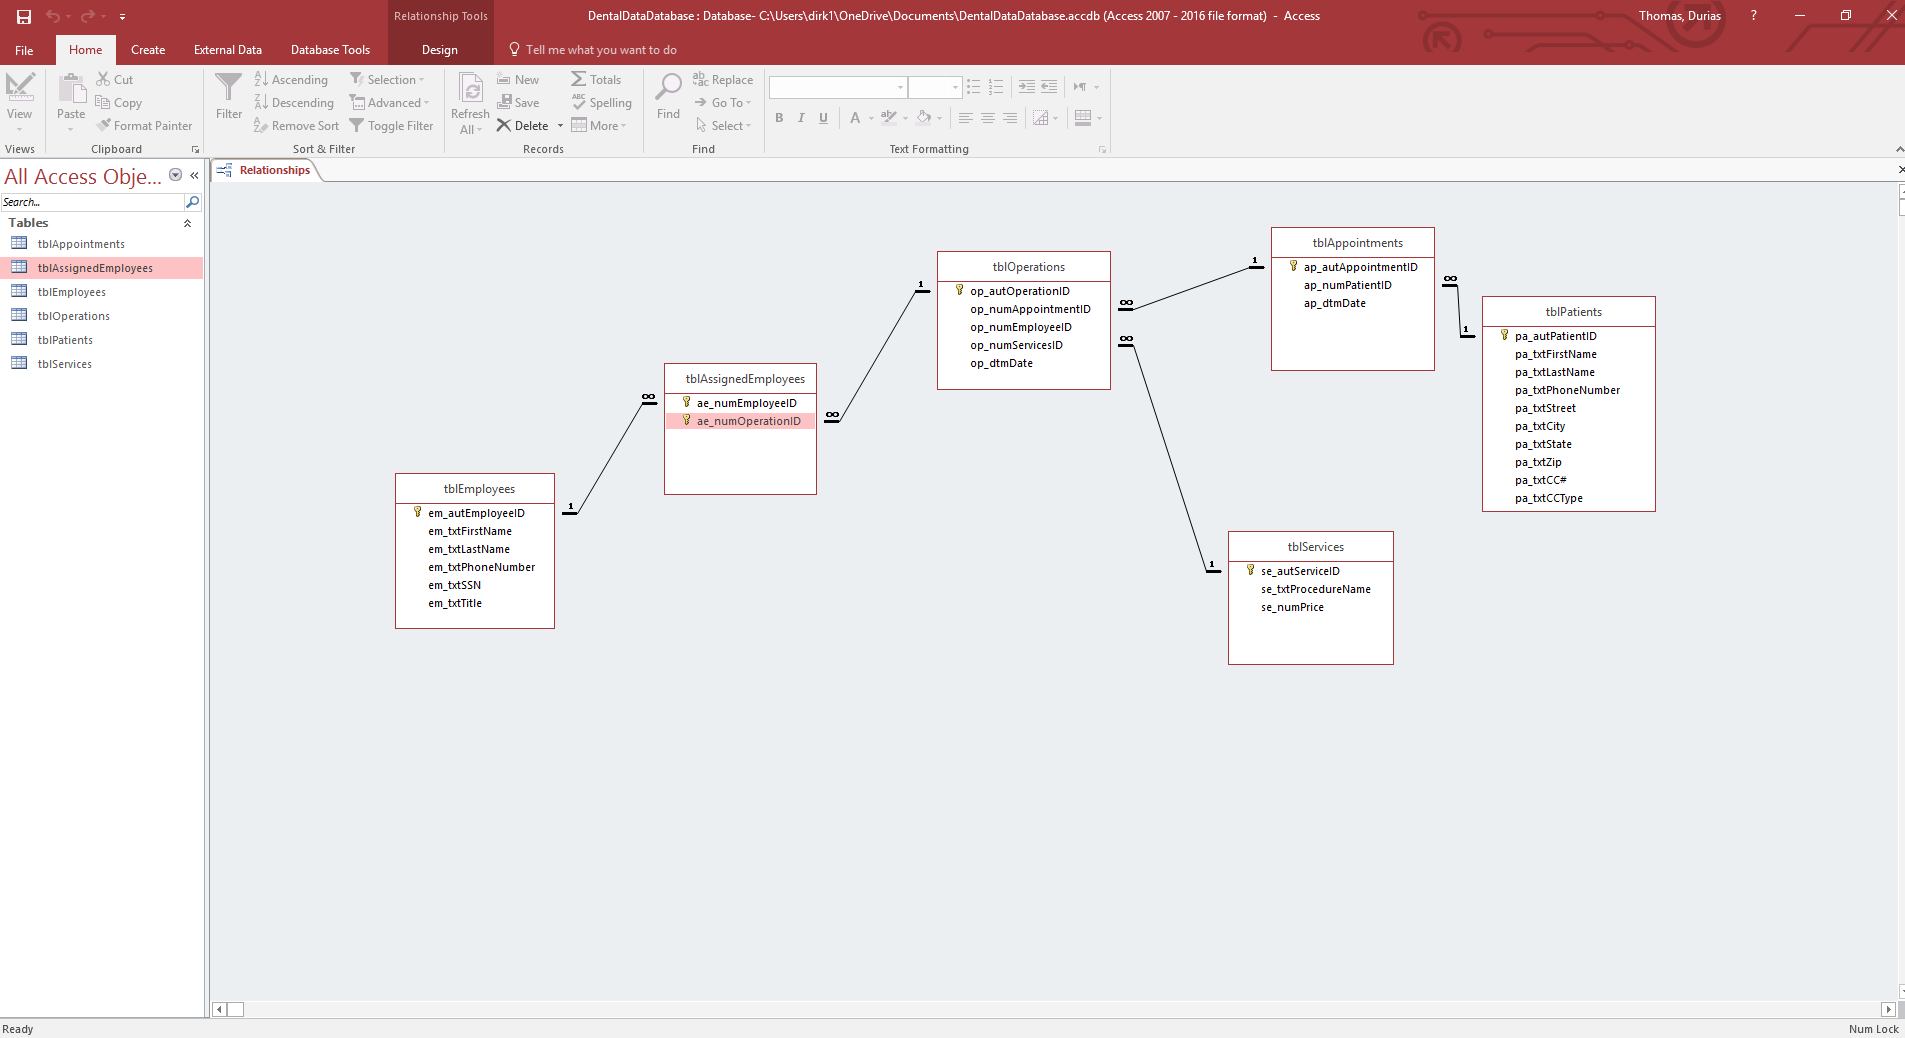 Relationship Tools
DentalDataDatabase : Database- C:\Users\dirk1\OneDrive\Documents\DentalDataDatabase.accdb (Access 2007 - 2016 file format) - Access
Thomas, Durias ?
File Home Create External Data Database Tools Design Tell me what you want to do
View
Views
Paste
Cut
Copy
Format Painter
Clipboard
Filter
Ascending
Descending
Remove Sort
Selection
Advanced
Toggle Filter
Sort & Filter
Refresh
All
New
Save
Delete
Totals
Spelling
More
Records
Find
Replace
Go To
Select
Find
B I U A
Text Formatting
All Access Obje...
Search...
Tables
tblAppointments
tblAssignedEmployees
tblEmployees
tblOperations
tblPatients
tblServices
Relationships
tblEmployees
em_autEmployeeID
em_txtFirstName
em_txtLastName
em_txtPhoneNumber
em_txtSSN
em_txtTitle
1
∞
tblAssignedEmployees
ae_numEmployeeID
ae_numOperationID
∞
1
tblOperations
op_autOperationID
op_numAppointmentID
op_numEmployeeID
op_numServicesID
op_dtmDate
∞
1
∞
1
tblAppointments
ap_autAppointmentID
ap_numPatientID
ap_dtmDate
∞
1
tblPatients
pa_autPatientID
pa_txtFirstName
pa_txtLastName
pa_txtPhoneNumber
pa_txtStreet
pa_txtCity
pa_txtState
pa_txtZip
pa_txtCC#
pa_txtCCType
tblServices
se_autServiceID
se_txtProcedureName
se_numPrice
Ready
Num Lock